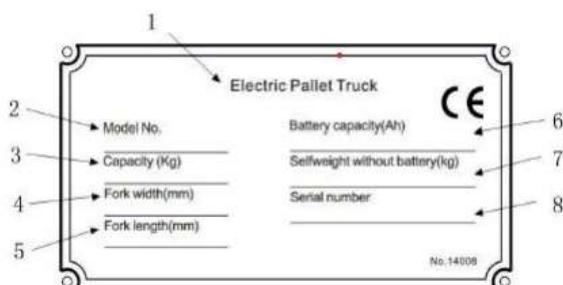 1
Electric Pallet Truck
CE
2 Model No. Battery capacity(Ah) 6
3 Capacity (Kg) Selfweight without battery(kg) 7
4 Fork width(mm) Serial number 8
5 Fork length(mm)
No.14008